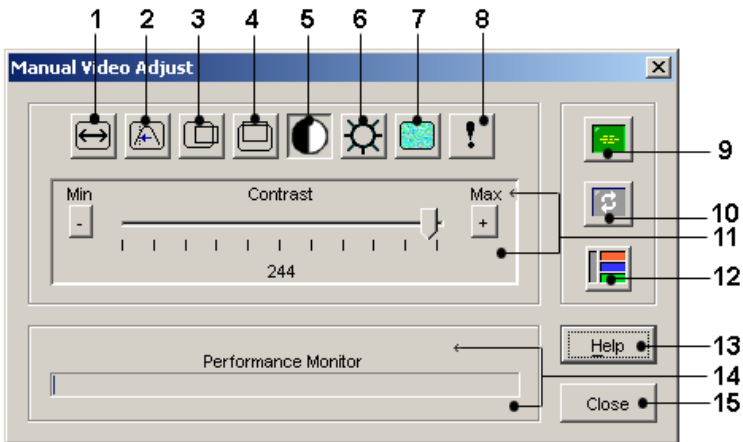 1 2 3 4 5 6 7 8
Manual Video Adjust
9
Min Contrast Max
10
- +
11
244
12
Help 13
Performance Monitor
14
Close 15